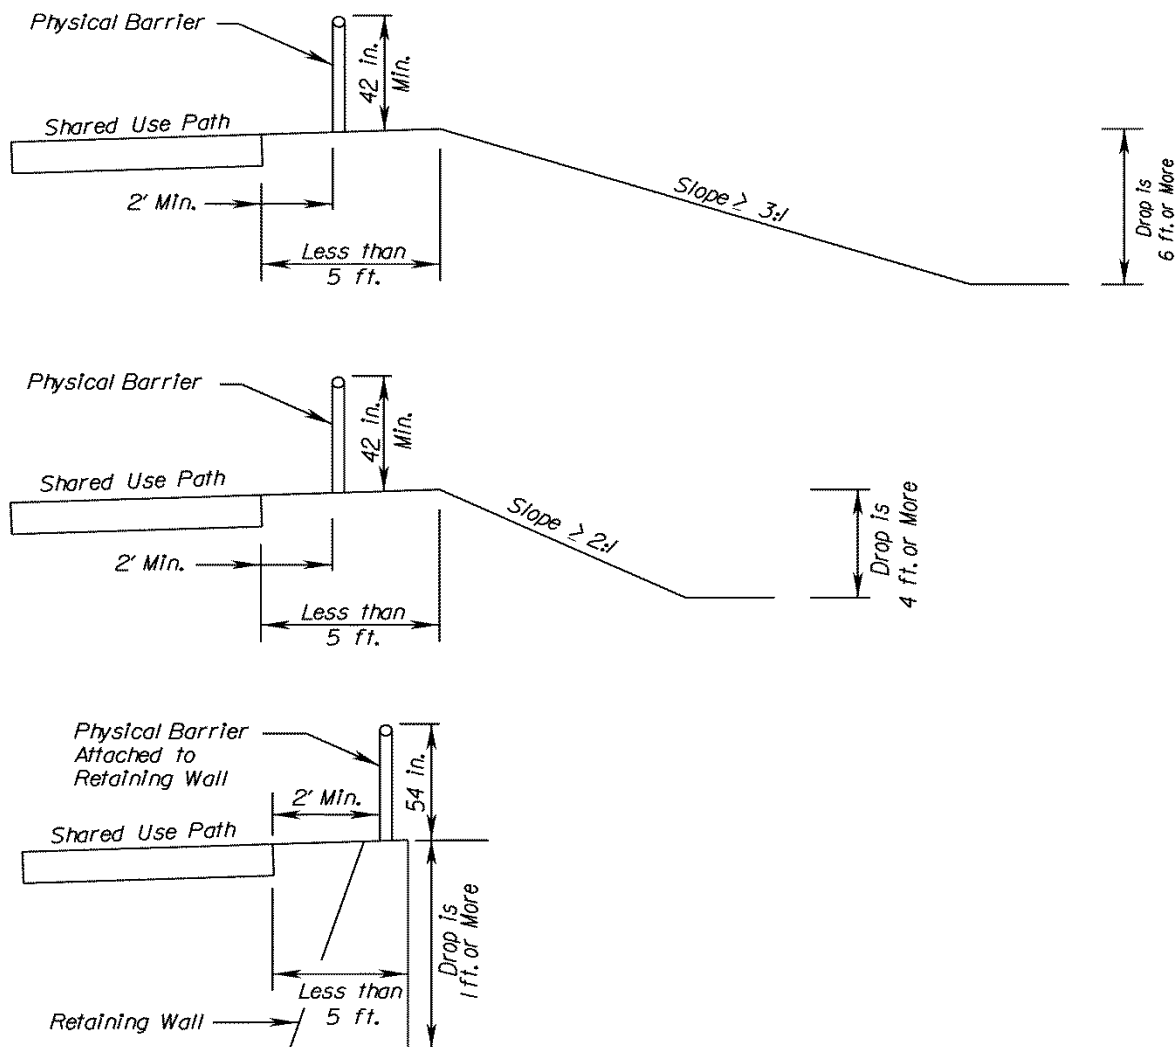 Physical Barrier
42 in.
Min.
Shared Use Path
2' Min.
Slope ≥ 3:1
Drop is
6 ft. or More
Less than
5 ft.
Physical Barrier
42 in.
Min.
Shared Use Path
Slope ≥ 2:1
Drop is
4 ft. or More
2' Min.
Less than
5 ft.
Physical Barrier
Attached to
Retaining Wall
54 in.
2' Min.
Shared Use Path
Drop is
1 ft. or More
Less than
5 ft.
Retaining Wall